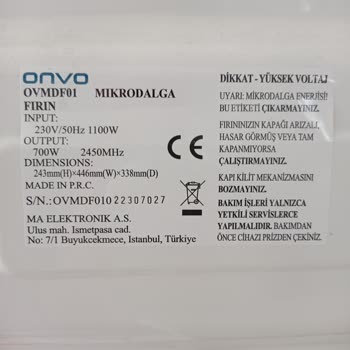 onvo
OVMDF01 MIKRODALGA
FIRIN
INPUT:
230V/50Hz 1100W
OUTPUT:
700W 2450MHz
DIMENSIONS:
243mm(H)×446mm(W)×338mm(D)
MADE IN P.R.C.
S/N.: OVMDF010 22307027
MA ELEKTRONIK A.S.
Ulus mah. Ismetpasa cad.
No: 7/1 Buyukcekmece, Istanbul, Türkiye
CE
DİKKAT - YÜKSEK VOLTAJ
UYARI: MİKRODALGA ENERJİSİ!
BU ETİKETİ ÇIKARMAYINIZ.
FIRININIZIN KAPAĞI ARIZALI,
HASAR GÖRMÜŞ VEYA TAM
KAPANMIYORSA
ÇALIŞTIRMAYINIZ.
KAPI KİLİT MEKANİZMASINI
BOZMAYINIZ.
BAKIM İŞLERİ YALNIZCA
YETKİLİ SERVİSLERCE
YAPILMALIDIR. BAKIMDAN
ÖNCE CİHAZI PRİZDEN ÇEKİNİZ.